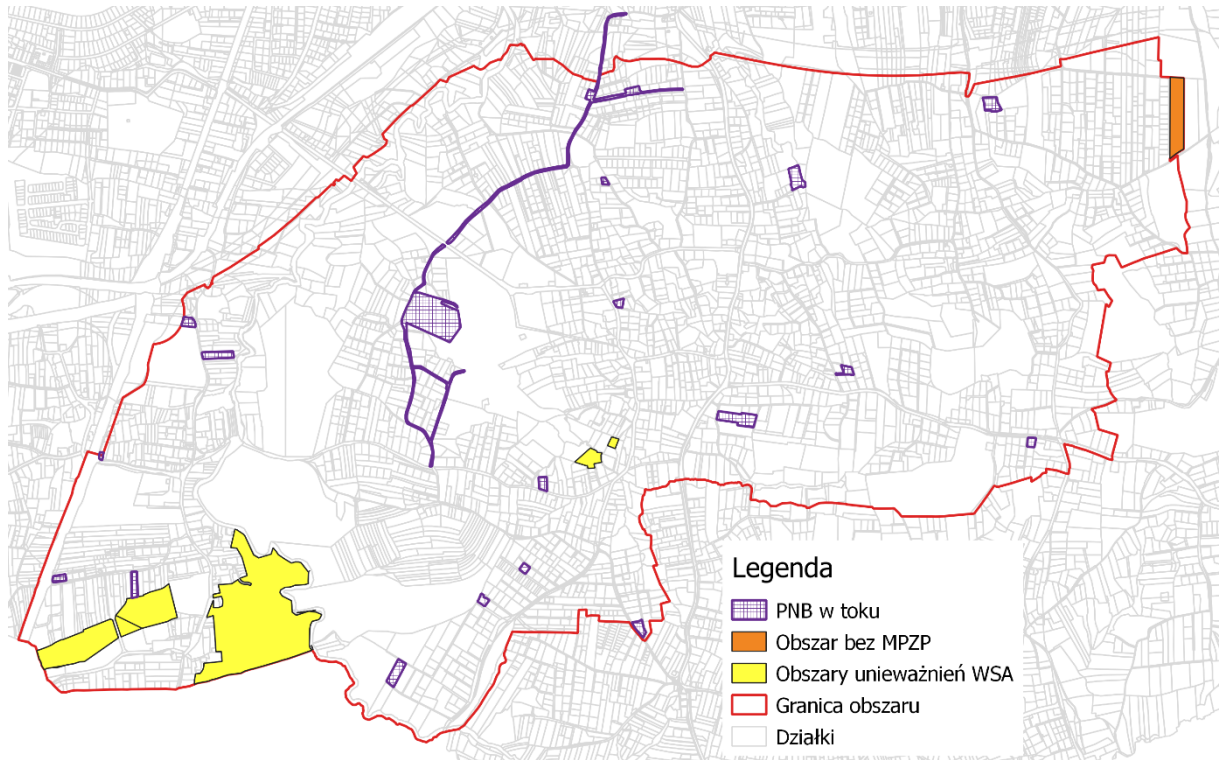 Legenda
PNB w toku
Obszar bez MPZP
Obszary unieważnień WSA
Granica obszaru
Działki